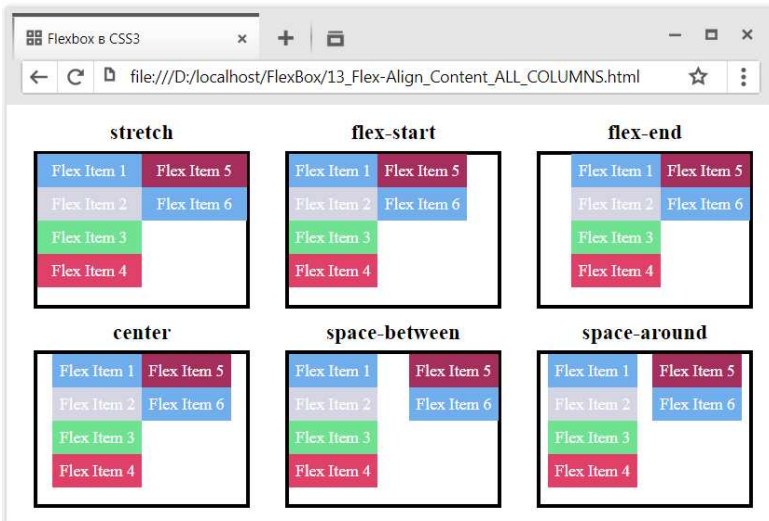 Flexbox в CSS3
file:///D:/localhost/FlexBox/13_Flex-Align_Content_ALL_COLUMNS.html
stretch
Flex Item 1 Flex Item 5
Flex Item 2 Flex Item 6
Flex Item 3
Flex Item 4
flex-start
Flex Item 1 Flex Item 5
Flex Item 2 Flex Item 6
Flex Item 3
Flex Item 4
flex-end
Flex Item 1 Flex Item 5
Flex Item 2 Flex Item 6
Flex Item 3
Flex Item 4
center
Flex Item 1 Flex Item 5
Flex Item 2 Flex Item 6
Flex Item 3
Flex Item 4
space-between
Flex Item 1 Flex Item 5
Flex Item 2 Flex Item 6
Flex Item 3
Flex Item 4
space-around
Flex Item 1 Flex Item 5
Flex Item 2 Flex Item 6
Flex Item 3
Flex Item 4